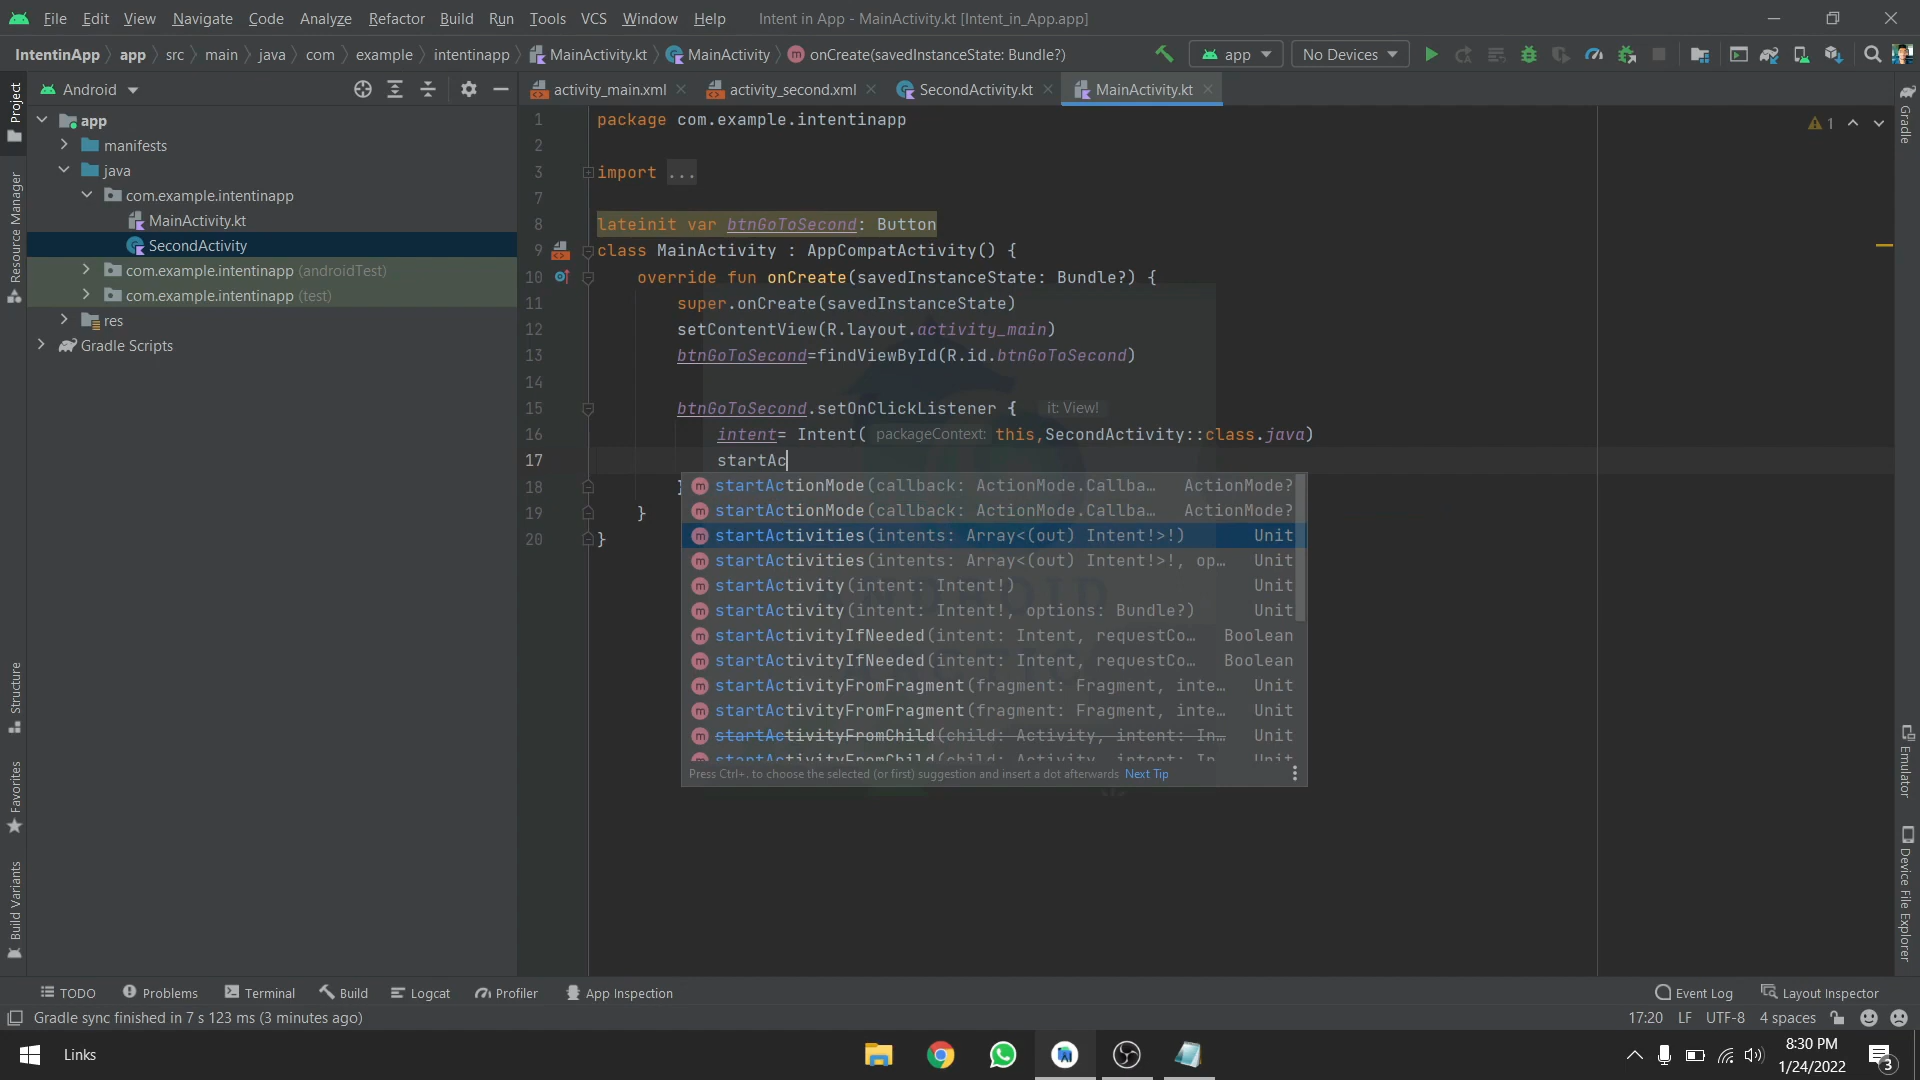 File Edit View Navigate Code Analyze Refactor Build Run Tools VCS Window Help Intent in App - MainActivity.kt [Intent_in_App.app]
IntentinApp app src main java com example intentinapp MainActivity.kt MainActivity onCreate(savedInstanceState: Bundle?) app No Devices
Project
Android
activity_main.xml activity_second.xml SecondActivity.kt MainActivity.kt
Gradle
app
manifests
java
com.example.intentinapp
MainActivity.kt
SecondActivity
com.example.intentinapp (androidTest)
com.example.intentinapp (test)
res
Gradle Scripts
Resource Manager
Structure
Favorites
Build Variants
1 package com.example.intentinapp
1
2
3 import ...
7
8 lateinit var btnGoToSecond: Button
9 class MainActivity : AppCompatActivity() {
10 override fun onCreate(savedInstanceState: Bundle?) {
11 super.onCreate(savedInstanceState)
12 setContentView(R.layout.activity_main)
13 btnGoToSecond=findViewById(R.id.btnGoToSecond)
14
15 btnGoToSecond.setOnClickListener { it: View!
16 intent= Intent( packageContext: this,SecondActivity::class.java)
17 startAc
18 }
19 }
20 }
startActionMode(callback: ActionMode.Callba… ActionMode?
startActionMode(callback: ActionMode.Callba… ActionMode?
startActivities(intents: Array<(out) Intent!>!) Unit
startActivities(intents: Array<(out) Intent!>!, op… Unit
startActivity(intent: Intent!) Unit
startActivity(intent: Intent!, options: Bundle?) Unit
startActivityIfNeeded(intent: Intent, requestCo… Boolean
startActivityIfNeeded(intent: Intent, requestCo… Boolean
startActivityFromFragment(fragment: Fragment, inte… Unit
startActivityFromFragment(fragment: Fragment, inte… Unit
startActivityFromChild(child: Activity, intent: In… Unit
startActivityFromChild(child: Activity, intent: In… Unit
Press Ctrl+. to choose the selected (or first) suggestion and insert a dot afterwards Next Tip
Emulator
Device File Explorer
TODO Problems Terminal Build Logcat Profiler App Inspection Event Log Layout Inspector
Gradle sync finished in 7 s 123 ms (3 minutes ago) 17:20 LF UTF-8 4 spaces
Links
8:30 PM
1/24/2022
3